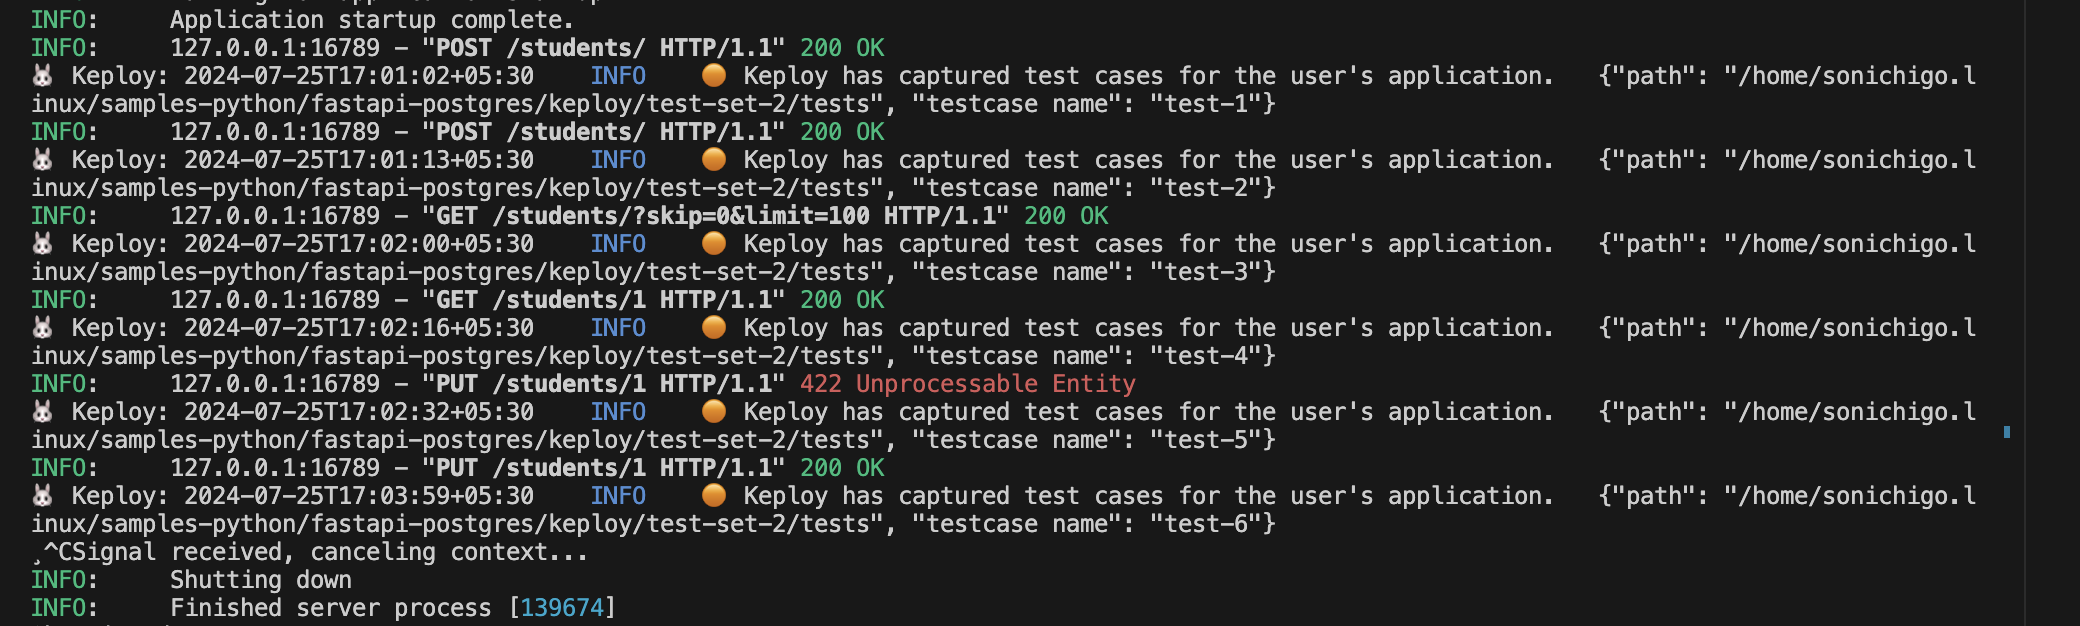 INFO:     Application startup complete.
INFO:     127.0.0.1:16789 – "POST /students/ HTTP/1.1" 200 OK
🐰 Keploy: 2024-07-25T17:01:02+05:30    INFO    🟠 Keploy has captured test cases for the user's application.   {"path": "/home/sonichigo.l
inux/samples-python/fastapi-postgres/keploy/test-set-2/tests", "testcase name": "test-1"}
INFO:     127.0.0.1:16789 – "POST /students/ HTTP/1.1" 200 OK
🐰 Keploy: 2024-07-25T17:01:13+05:30    INFO    🟠 Keploy has captured test cases for the user's application.   {"path": "/home/sonichigo.l
inux/samples-python/fastapi-postgres/keploy/test-set-2/tests", "testcase name": "test-2"}
INFO:     127.0.0.1:16789 – "GET /students/?skip=0&limit=100 HTTP/1.1" 200 OK
🐰 Keploy: 2024-07-25T17:02:00+05:30    INFO    🟠 Keploy has captured test cases for the user's application.   {"path": "/home/sonichigo.l
inux/samples-python/fastapi-postgres/keploy/test-set-2/tests", "testcase name": "test-3"}
INFO:     127.0.0.1:16789 – "GET /students/1 HTTP/1.1" 200 OK
🐰 Keploy: 2024-07-25T17:02:16+05:30    INFO    🟠 Keploy has captured test cases for the user's application.   {"path": "/home/sonichigo.l
inux/samples-python/fastapi-postgres/keploy/test-set-2/tests", "testcase name": "test-4"}
INFO:     127.0.0.1:16789 – "PUT /students/1 HTTP/1.1" 422 Unprocessable Entity
🐰 Keploy: 2024-07-25T17:02:32+05:30    INFO    🟠 Keploy has captured test cases for the user's application.   {"path": "/home/sonichigo.l
inux/samples-python/fastapi-postgres/keploy/test-set-2/tests", "testcase name": "test-5"}
INFO:     127.0.0.1:16789 – "PUT /students/1 HTTP/1.1" 200 OK
🐰 Keploy: 2024-07-25T17:03:59+05:30    INFO    🟠 Keploy has captured test cases for the user's application.   {"path": "/home/sonichigo.l
inux/samples-python/fastapi-postgres/keploy/test-set-2/tests", "testcase name": "test-6"}
¸^CSignal received, canceling context...
INFO:     Shutting down
INFO:     Finished server process [139674]